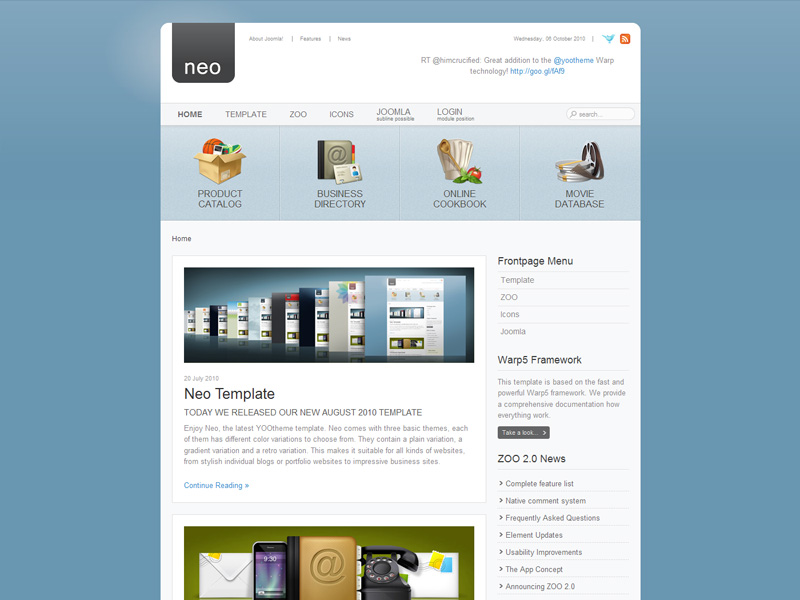 neo
About Joomla! | Features | News
Wednesday, 06 October 2010 |
RT @himcrucified: Great addition to the @yootheme Warp
technology! http://goo.gl/fAf9
HOME TEMPLATE ZOO ICONS JOOMLA LOGIN
subline possible module position
search...
PRODUCT
CATALOG
BUSINESS
DIRECTORY
ONLINE
COOKBOOK
MOVIE
DATABASE
Home
20 July 2010
Neo Template
TODAY WE RELEASED OUR NEW AUGUST 2010 TEMPLATE
Enjoy Neo, the latest YOOtheme template. Neo comes with three basic themes, each
of them has different color variations to choose from. They contain a plain variation, a
gradient variation and a retro variation. This makes it suitable for all kinds of websites,
from stylish individual blogs or portfolio websites to impressive business sites.
Continue Reading »
9:30
Frontpage Menu
Template
ZOO
Icons
Joomla
Warp5 Framework
This template is based on the fast and
powerful Warp5 framework. We provide
a comprehensive documentation how
everything work.
Take a look...
ZOO 2.0 News
Complete feature list
Native comment system
Frequently Asked Questions
Element Updates
Usability Improvements
The App Concept
Announcing ZOO 2.0